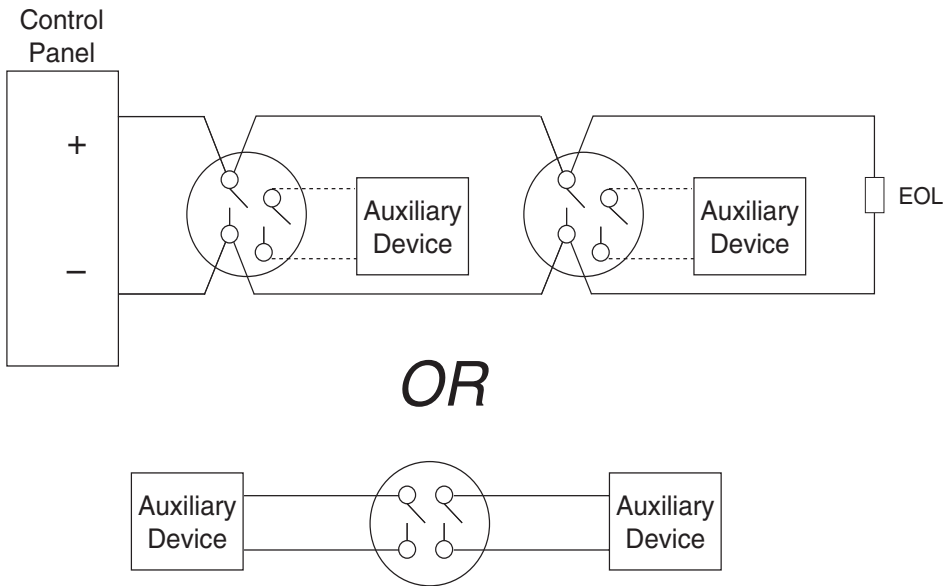 Control
Panel
+
Auxiliary
Device
Auxiliary
Device
EOL
−
OR
Auxiliary
Device
Auxiliary
Device